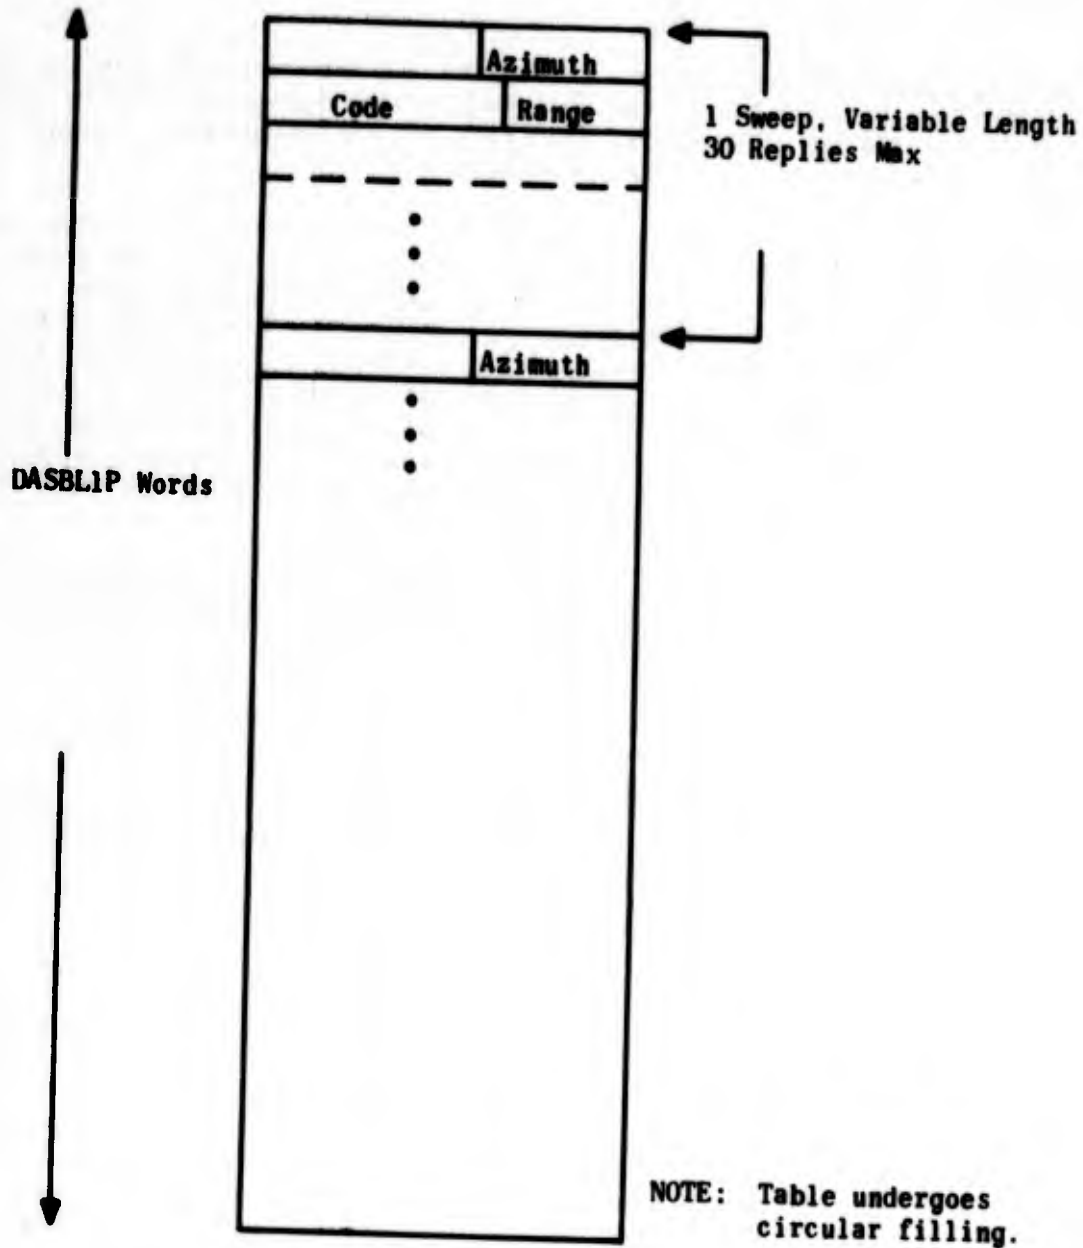 Azimuth
Code Range
1 Sweep, Variable Length
30 Replies Max
Azimuth
DASBL1P Words
NOTE: Table undergoes
circular filling.